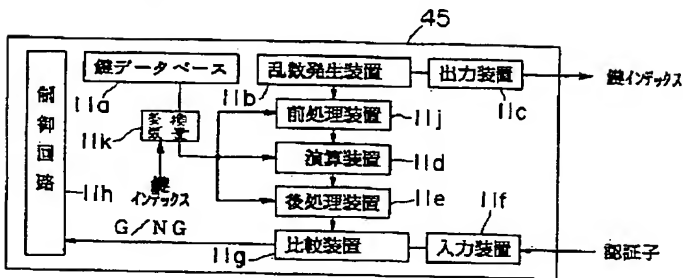 45
鍵データベース
乱数発生装置
出力装置
鍵インデックス
11a
11b
11c
制御回路
11k
変換
装置
前処理装置
11j
演算装置
11d
鍵
インデックス
後処理装置
11e
11f
11h
G/NG
比較装置
入力装置
認証子
11g